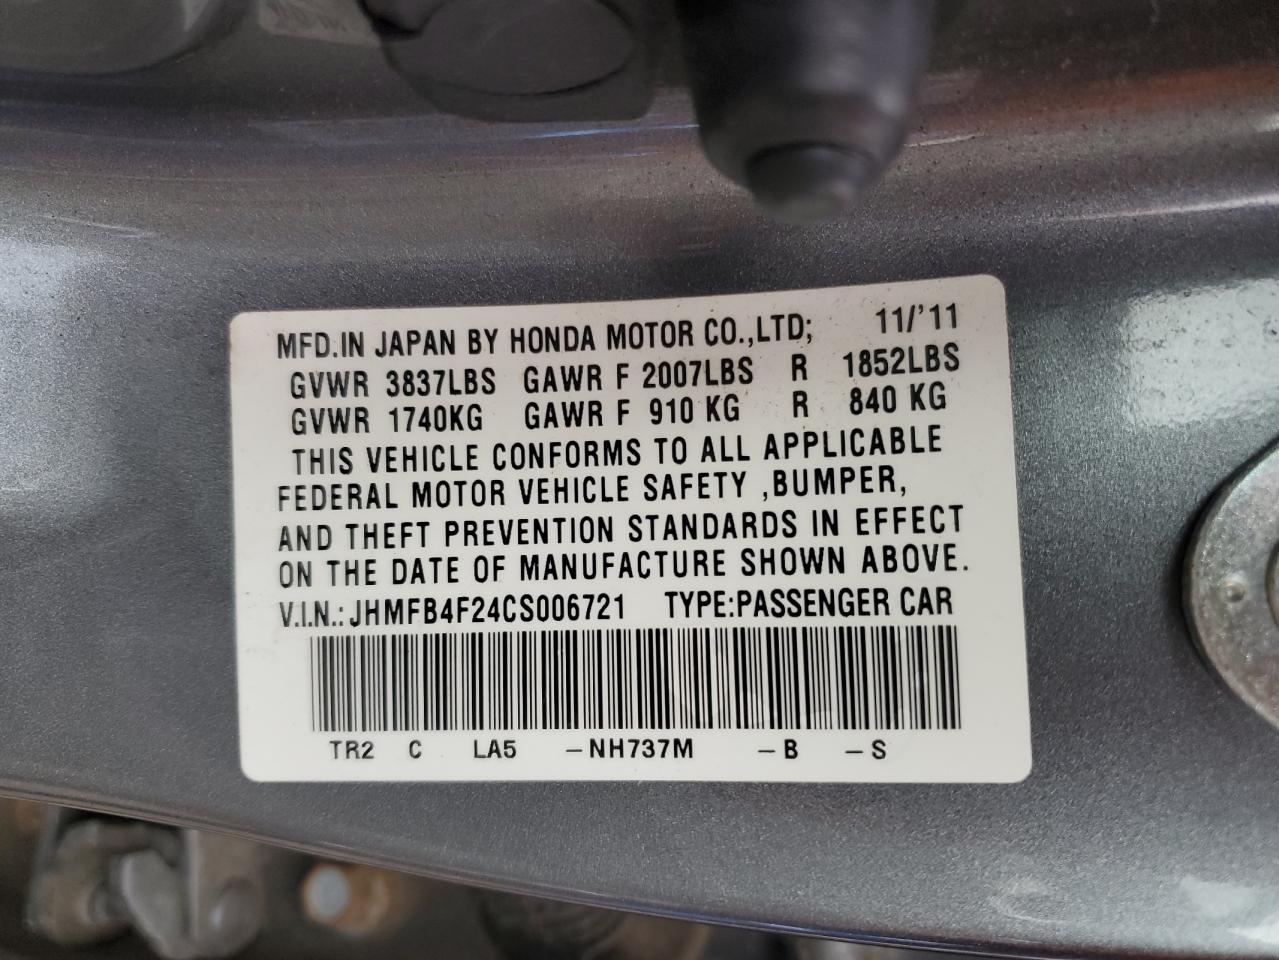 MFD.IN JAPAN BY HONDA MOTOR CO.,LTD; 11/'11
GVWR 3837LBS GAWR F 2007LBS R 1852LBS
GVWR 1740KG GAWR F 910 KG R 840 KG
THIS VEHICLE CONFORMS TO ALL APPLICABLE
FEDERAL MOTOR VEHICLE SAFETY ,BUMPER,
AND THEFT PREVENTION STANDARDS IN EFFECT
ON THE DATE OF MANUFACTURE SHOWN ABOVE.
V.I.N.: JHMFB4F24CS006721 TYPE:PASSENGER CAR
TR2 C LA5 -NH737M -B -S